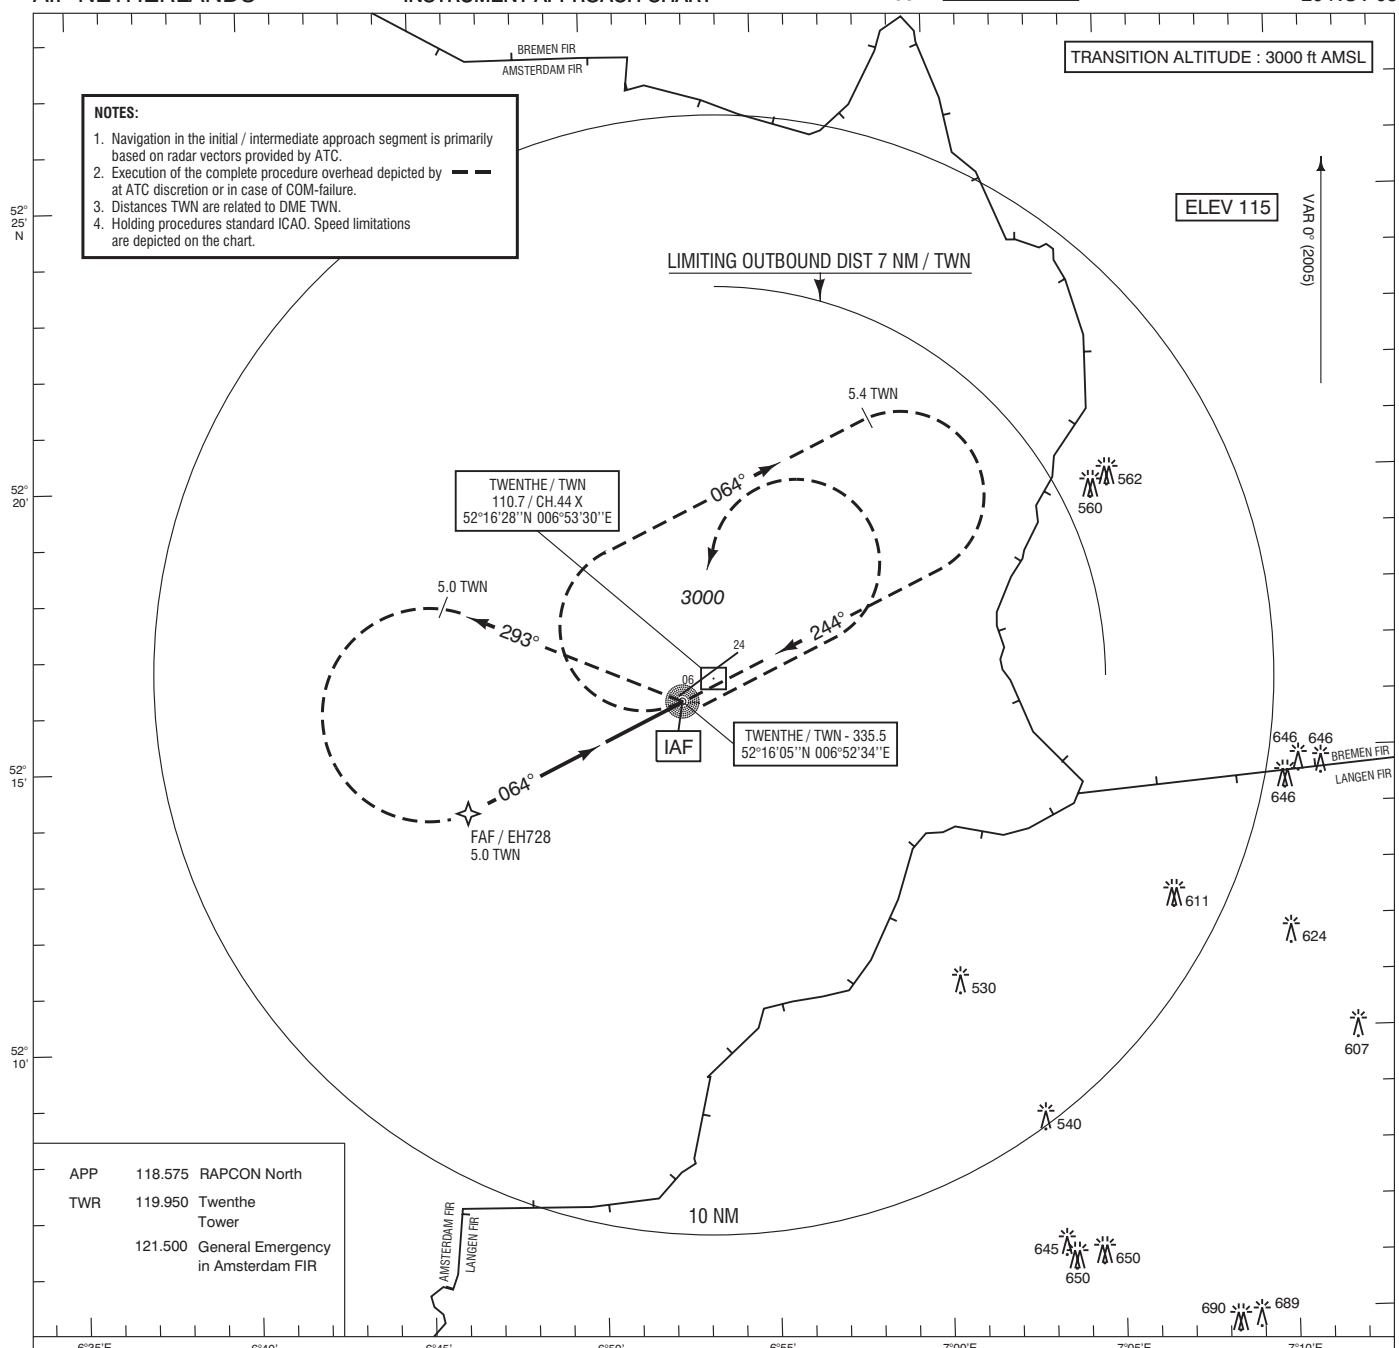 BREMEN FIR
AMSTERDAM FIR
TRANSITION ALTITUDE : 3000 ft AMSL
NOTES:
1. Navigation in the initial / intermediate approach segment is primarily
based on radar vectors provided by ATC.
2. Execution of the complete procedure overhead depicted by
at ATC discretion or in case of COM-failure.
3. Distances TWN are related to DME TWN.
4. Holding procedures standard ICAO. Speed limitations
are depicted on the chart.
52°
25'
N
ELEV 115
VAR 0° (2005)
LIMITING OUTBOUND DIST 7 NM / TWN
5.4 TWN
TWENTHE / TWN
110.7 / CH.44 X
52°16'28''N 006°53'30''E
064°
52°
20'
562
560
5.0 TWN
3000
293°
244°
24
06
IAF
TWENTHE / TWN - 335.5
52°16'05''N 006°52'34''E
646 646
BREMEN FIR
LANGEN FIR
646
52°
15'
064°
FAF / EH728
5.0 TWN
611
624
530
52°
10'
607
540
APP 118.575 RAPCON North
TWR 119.950 Twenthe
Tower
121.500 General Emergency
in Amsterdam FIR
AMSTERDAM FIR
LANGEN FIR
10 NM
645
650
650
690
689